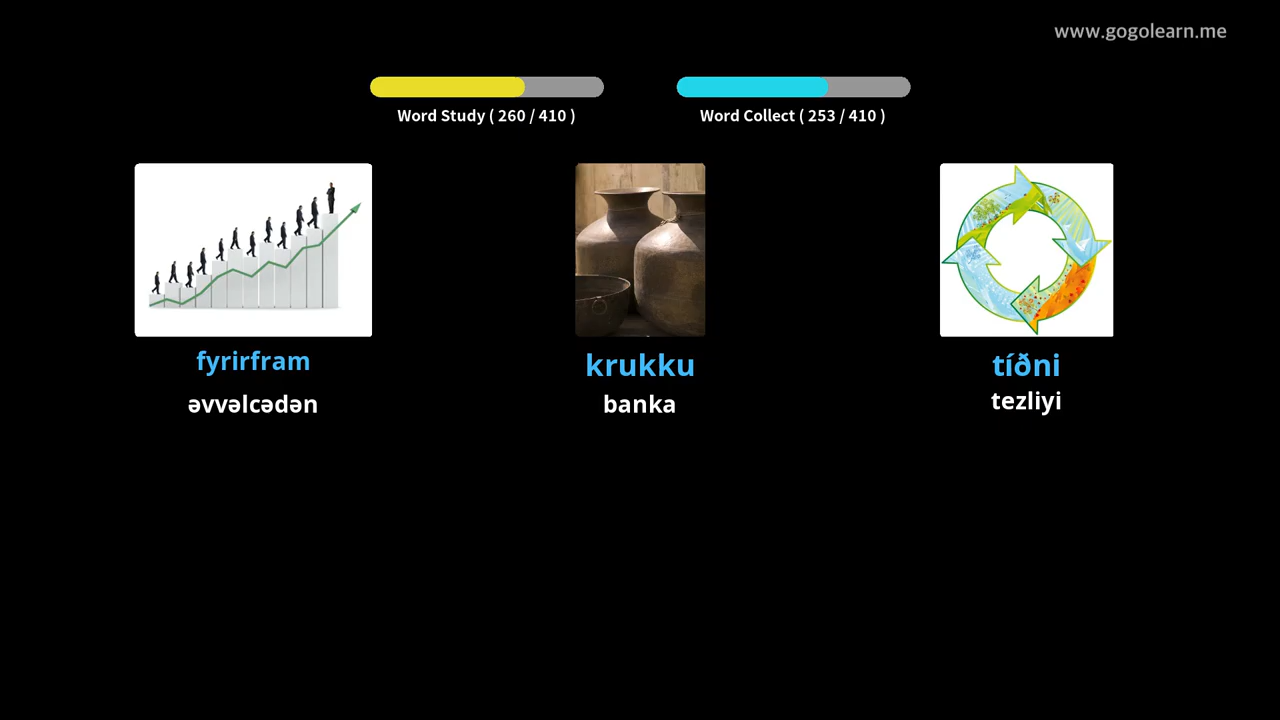 www.gogolearn.me
Word Study ( 260 / 410 )
Word Collect ( 253 / 410 )
fyrirfram
krukku
tíðni
əvvəlcədən
banka
tezliyi